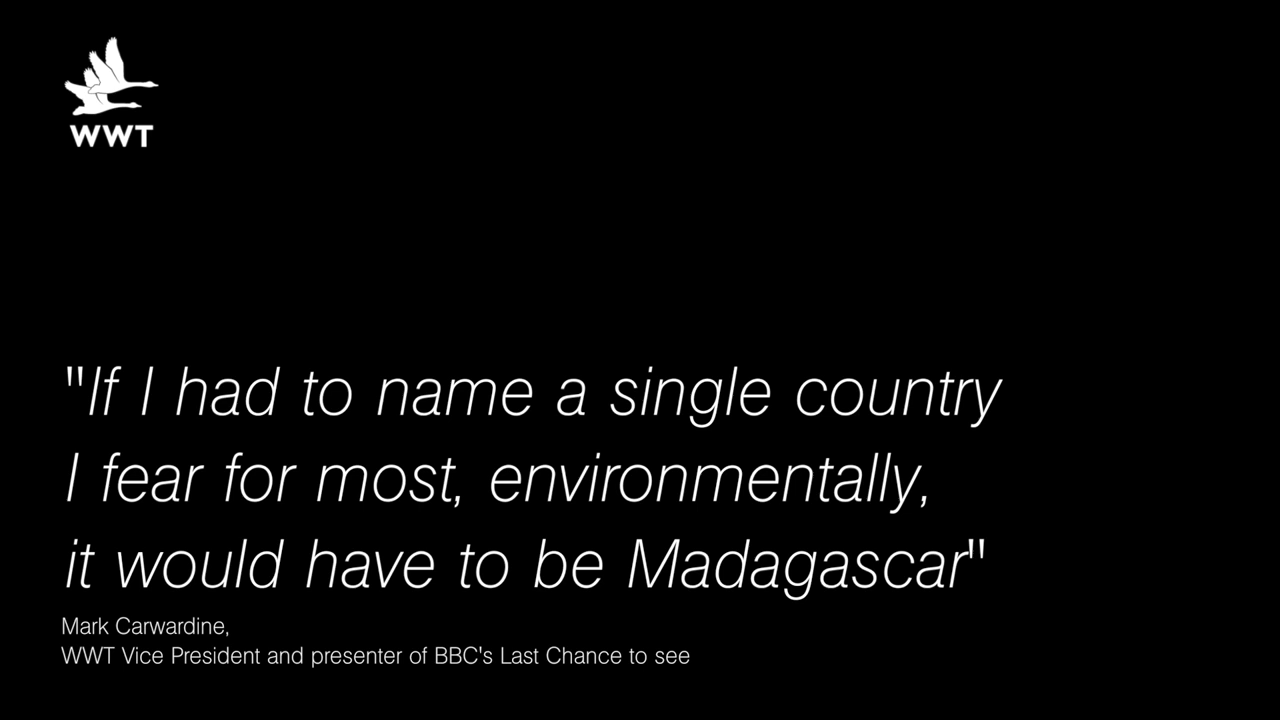 WWT
"If I had to name a single country
I fear for most, environmentally,
it would have to be Madagascar"
Mark Carwardine,
WWT Vice President and presenter of BBC's Last Chance to see